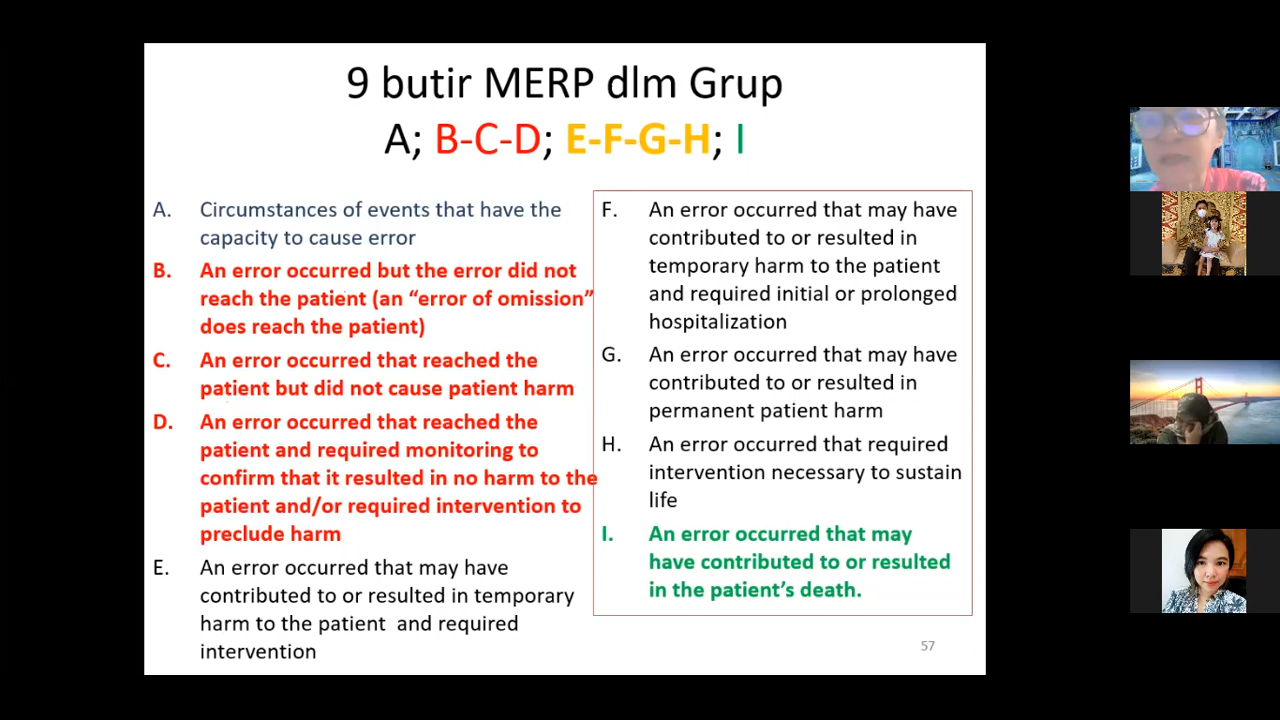 9 butir MERP dlm Grup
A; B-C-D; E-F-G-H; I
A. Circumstances of events that have the
capacity to cause error
B. An error occurred but the error did not
reach the patient (an “error of omission”
does reach the patient)
C. An error occurred that reached the
patient but did not cause patient harm
D. An error occurred that reached the
patient and required monitoring to
confirm that it resulted in no harm to the
patient and/or required intervention to
preclude harm
E. An error occurred that may have
contributed to or resulted in temporary
harm to the patient and required
intervention
F. An error occurred that may have
contributed to or resulted in
temporary harm to the patient
and required initial or prolonged
hospitalization
G. An error occurred that may have
contributed to or resulted in
permanent patient harm
H. An error occurred that required
intervention necessary to sustain
life
I. An error occurred that may
have contributed to or resulted
in the patient’s death.
57